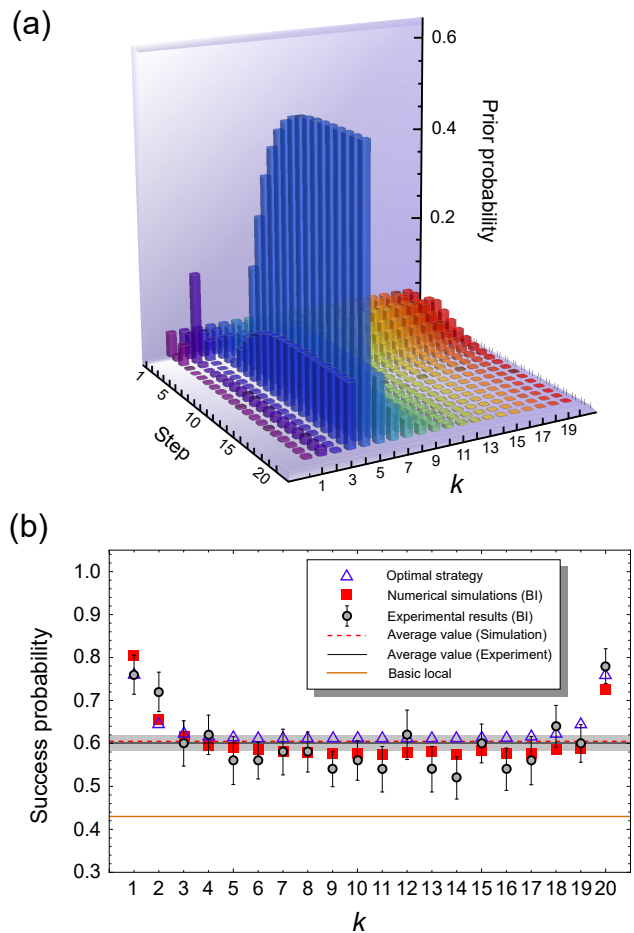 (a)
0.6
0.4
0.2
Prior probability
1
5
10
15
20
Step
1 3 5 7 9 11 13 15 17 19
k
(b)
1.0
0.9
0.8
0.7
0.6
0.5
0.4
0.3
Success probability
Optimal strategy
Numerical simulations (BI)
Experimental results (BI)
Average value (Simulation)
Average value (Experiment)
Basic local
1 2 3 4 5 6 7 8 9 10 11 12 13 14 15 16 17 18 19 20
k